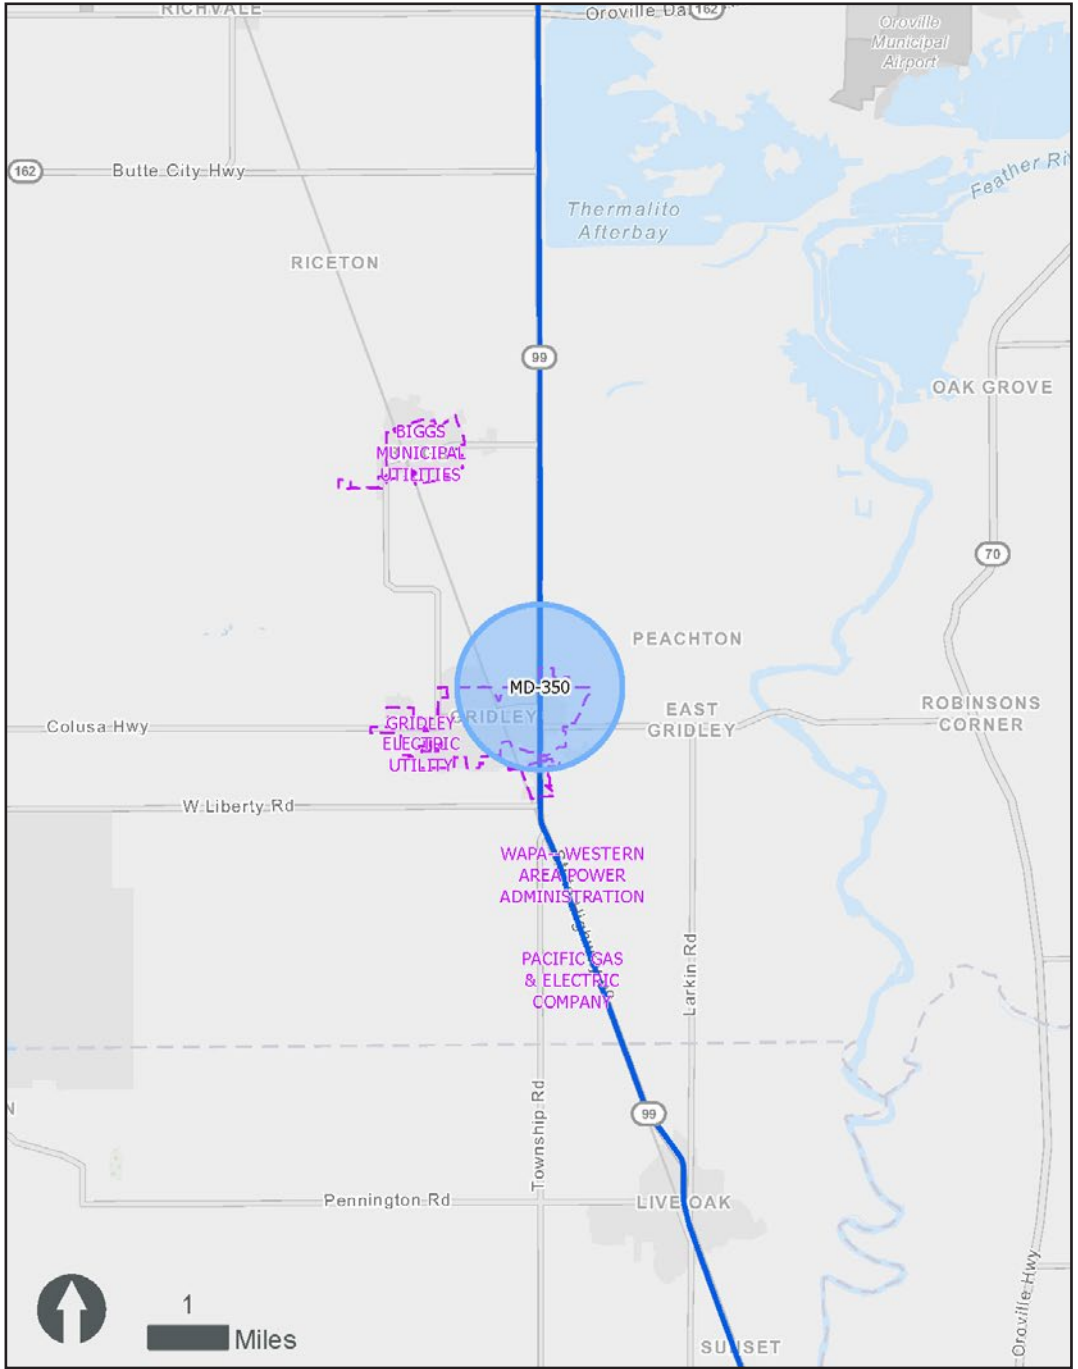 RICHVALE
Oroville Da
162
Oroville
Municipal
Airport
162
Butte City Hwy
Feather Ri
Thermalito
Afterbay
RICETON
99
OAK GROVE
BIGGS
MUNICIPAL
UTILITIES
70
PEACHTON
MD-350
GRIDLEY
EAST
GRIDLEY
ROBINSONS
CORNER
Colusa Hwy
GRIDLEY
ELECTRIC
UTILITY
W Liberty Rd
WAPA--WESTERN
AREA POWER
ADMINISTRATION
PACIFIC GAS
& ELECTRIC
COMPANY
Larkin Rd
Township Rd
99
N
Pennington Rd
LIVE OAK
Oroville Hwy
1
Miles
SUNSET